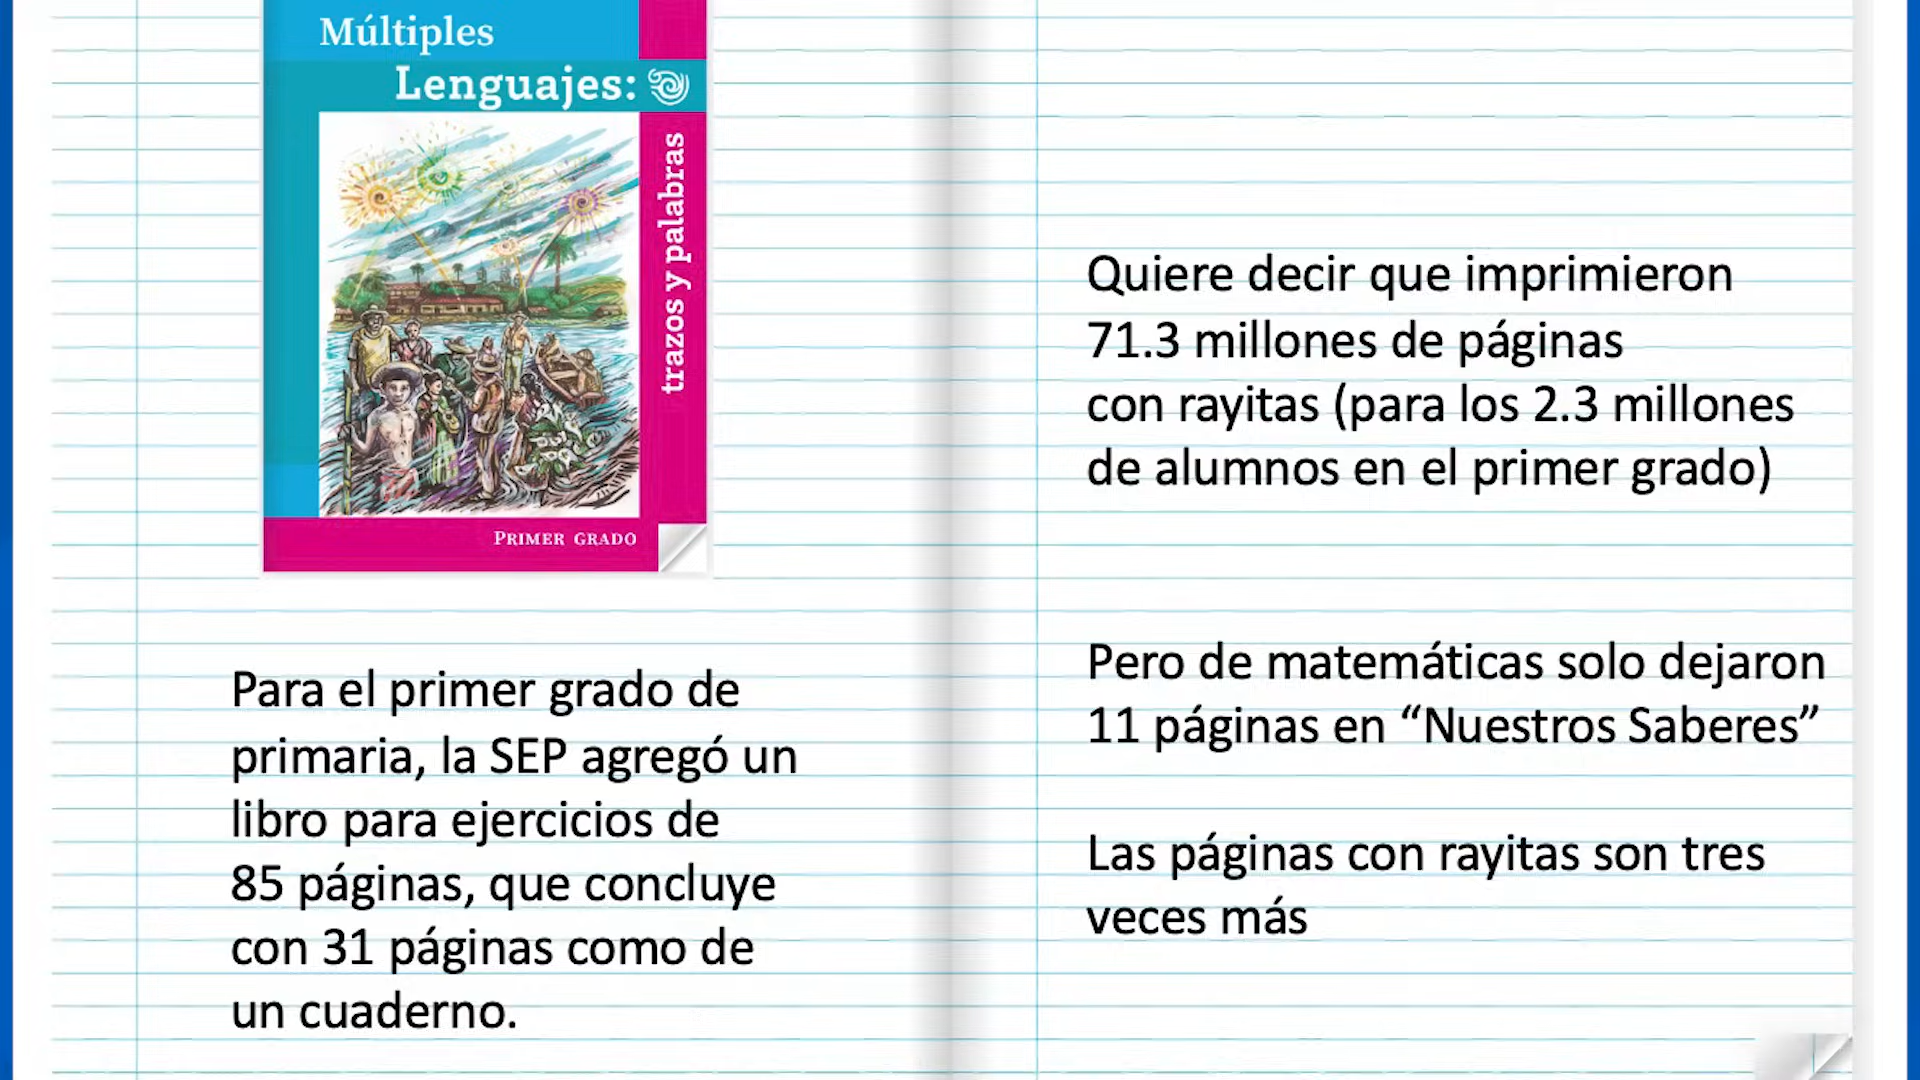 Múltiples
Lenguajes:
trazos y palabras
PRIMER GRADO
Para el primer grado de
primaria, la SEP agregó un
libro para ejercicios de
85 páginas, que concluye
con 31 páginas como de
un cuaderno.
Quiere decir que imprimieron
71.3 millones de páginas
con rayitas (para los 2.3 millones
de alumnos en el primer grado)
Pero de matemáticas solo dejaron
11 páginas en “Nuestros Saberes”
Las páginas con rayitas son tres
veces más